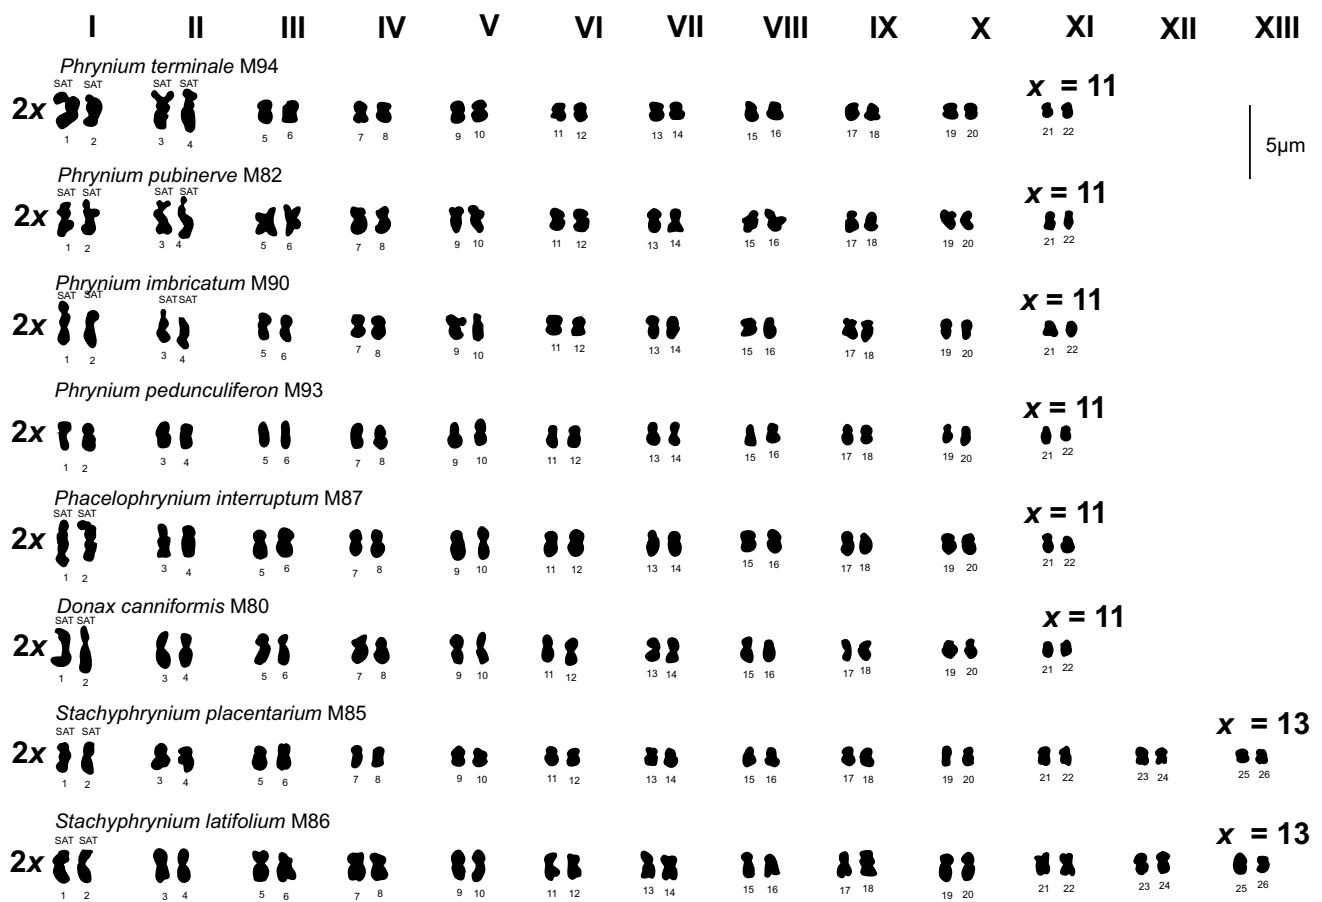 I II III IV V VI VII VIII IX X XI XII XIII
Phrynium terminale M94
SAT SAT SAT SAT
x = 11
2x
1 2 3 4 5 6 7 8 9 10 11 12 13 14 15 16 17 18 19 20 21 22
5µm
Phrynium pubinerve M82
SAT SAT SAT SAT
x = 11
2x
1 2 3 4 5 6 7 8 9 10 11 12 13 14 15 16 17 18 19 20 21 22
Phrynium imbricatum M90
SAT SAT SAT SAT
x = 11
2x
1 2 3 4 5 6 7 8 9 10 11 12 13 14 15 16 17 18 19 20 21 22
Phrynium pedunculiferon M93
x = 11
2x
1 2 3 4 5 6 7 8 9 10 11 12 13 14 15 16 17 18 19 20 21 22
Phacelophrynium interruptum M87
SAT SAT
x = 11
2x
1 2 3 4 5 6 7 8 9 10 11 12 13 14 15 16 17 18 19 20 21 22
Donax canniformis M80
SAT SAT
x = 11
2x
1 2 3 4 5 6 7 8 9 10 11 12 13 14 15 16 17 18 19 20 21 22
Stachyphrynium placentarium M85
SAT SAT
x = 13
2x
1 2 3 4 5 6 7 8 9 10 11 12 13 14 15 16 17 18 19 20 21 22 23 24 25 26
Stachyphrynium latifolium M86
SAT SAT
x = 13
2x
1 2 3 4 5 6 7 8 9 10 11 12 13 14 15 16 17 18 19 20 21 22 23 24 25 26